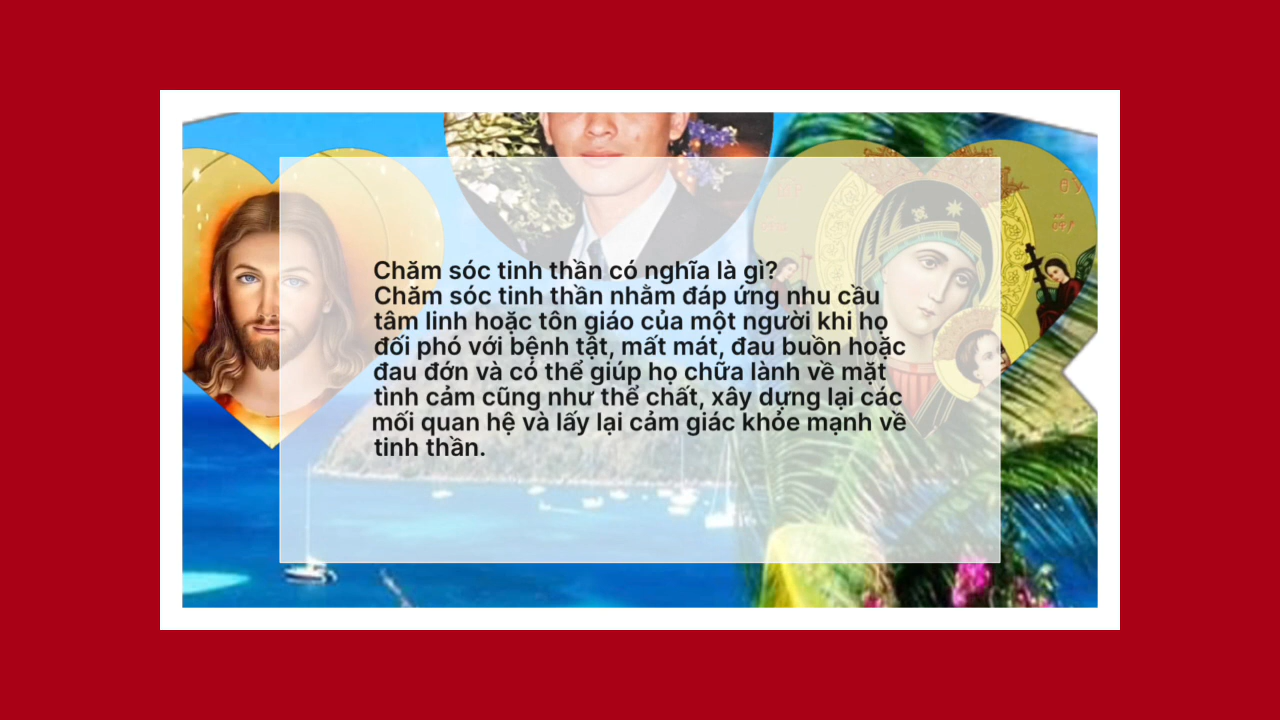 Chăm sóc tinh thần có nghĩa là gì?
Chăm sóc tinh thần nhằm đáp ứng nhu cầu
tâm linh hoặc tôn giáo của một người khi họ
đối phó với bệnh tật, mất mát, đau buồn hoặc
đau đớn và có thể giúp họ chữa lành về mặt
tình cảm cũng như thể chất, xây dựng lại các
mối quan hệ và lấy lại cảm giác khỏe mạnh về
tinh thần.